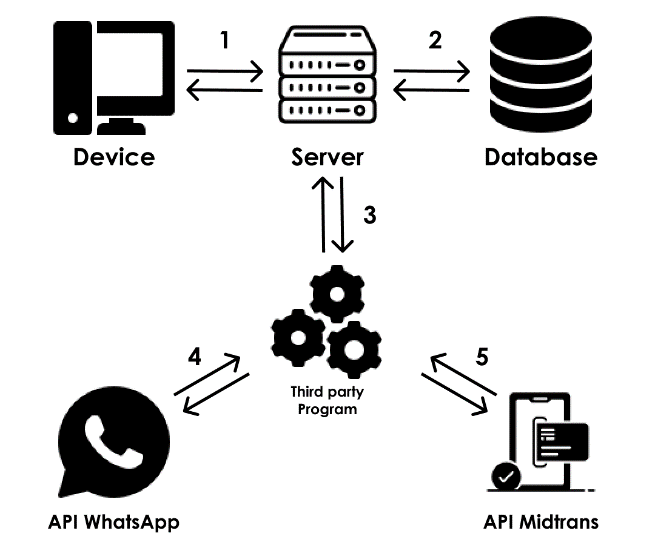 1
2
Device
Server
Database
3
Third party
Program
4
5
API WhatsApp
API Midtrans